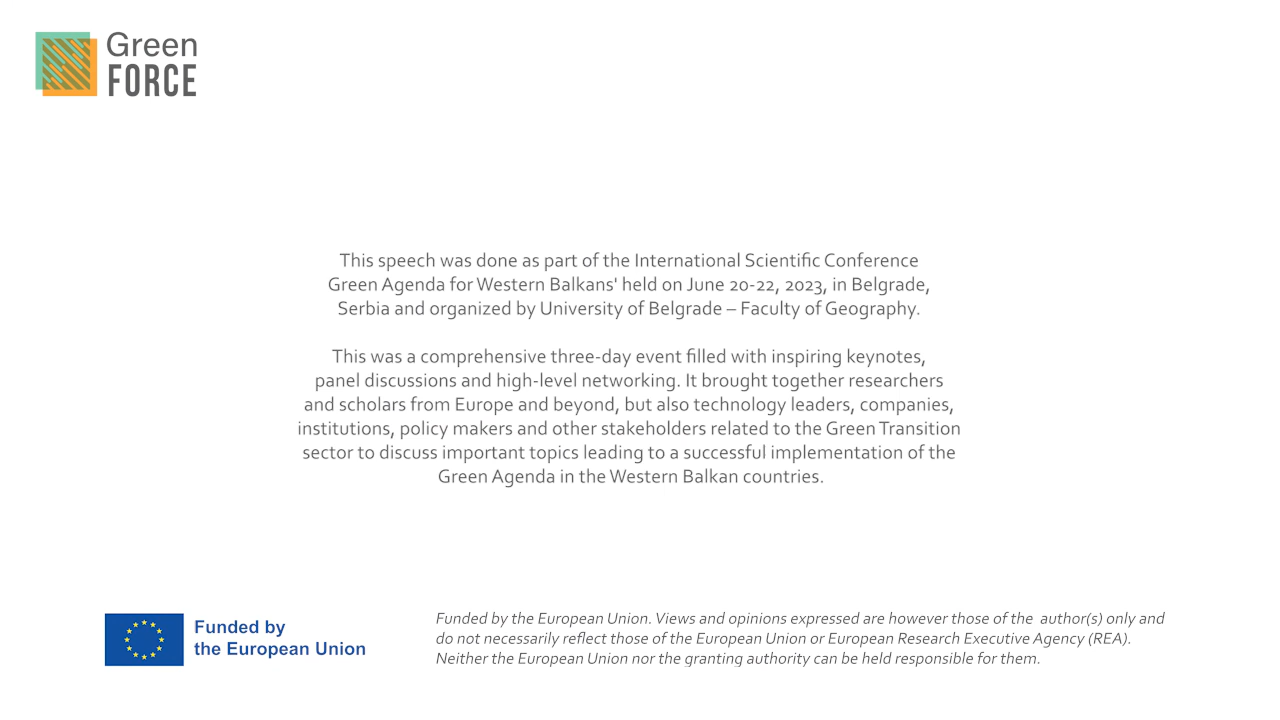 Green
FORCE
This speech was done as part of the International Scientific Conference
Green Agenda for Western Balkans' held on June 20-22, 2023, in Belgrade,
Serbia and organized by University of Belgrade – Faculty of Geography.
This was a comprehensive three-day event filled with inspiring keynotes,
panel discussions and high-level networking. It brought together researchers
and scholars from Europe and beyond, but also technology leaders, companies,
institutions, policy makers and other stakeholders related to the Green Transition
sector to discuss important topics leading to a successful implementation of the
Green Agenda in the Western Balkan countries.
Funded by
the European Union
Funded by the European Union. Views and opinions expressed are however those of the author(s) only and
do not necessarily reflect those of the European Union or European Research Executive Agency (REA).
Neither the European Union nor the granting authority can be held responsible for them.